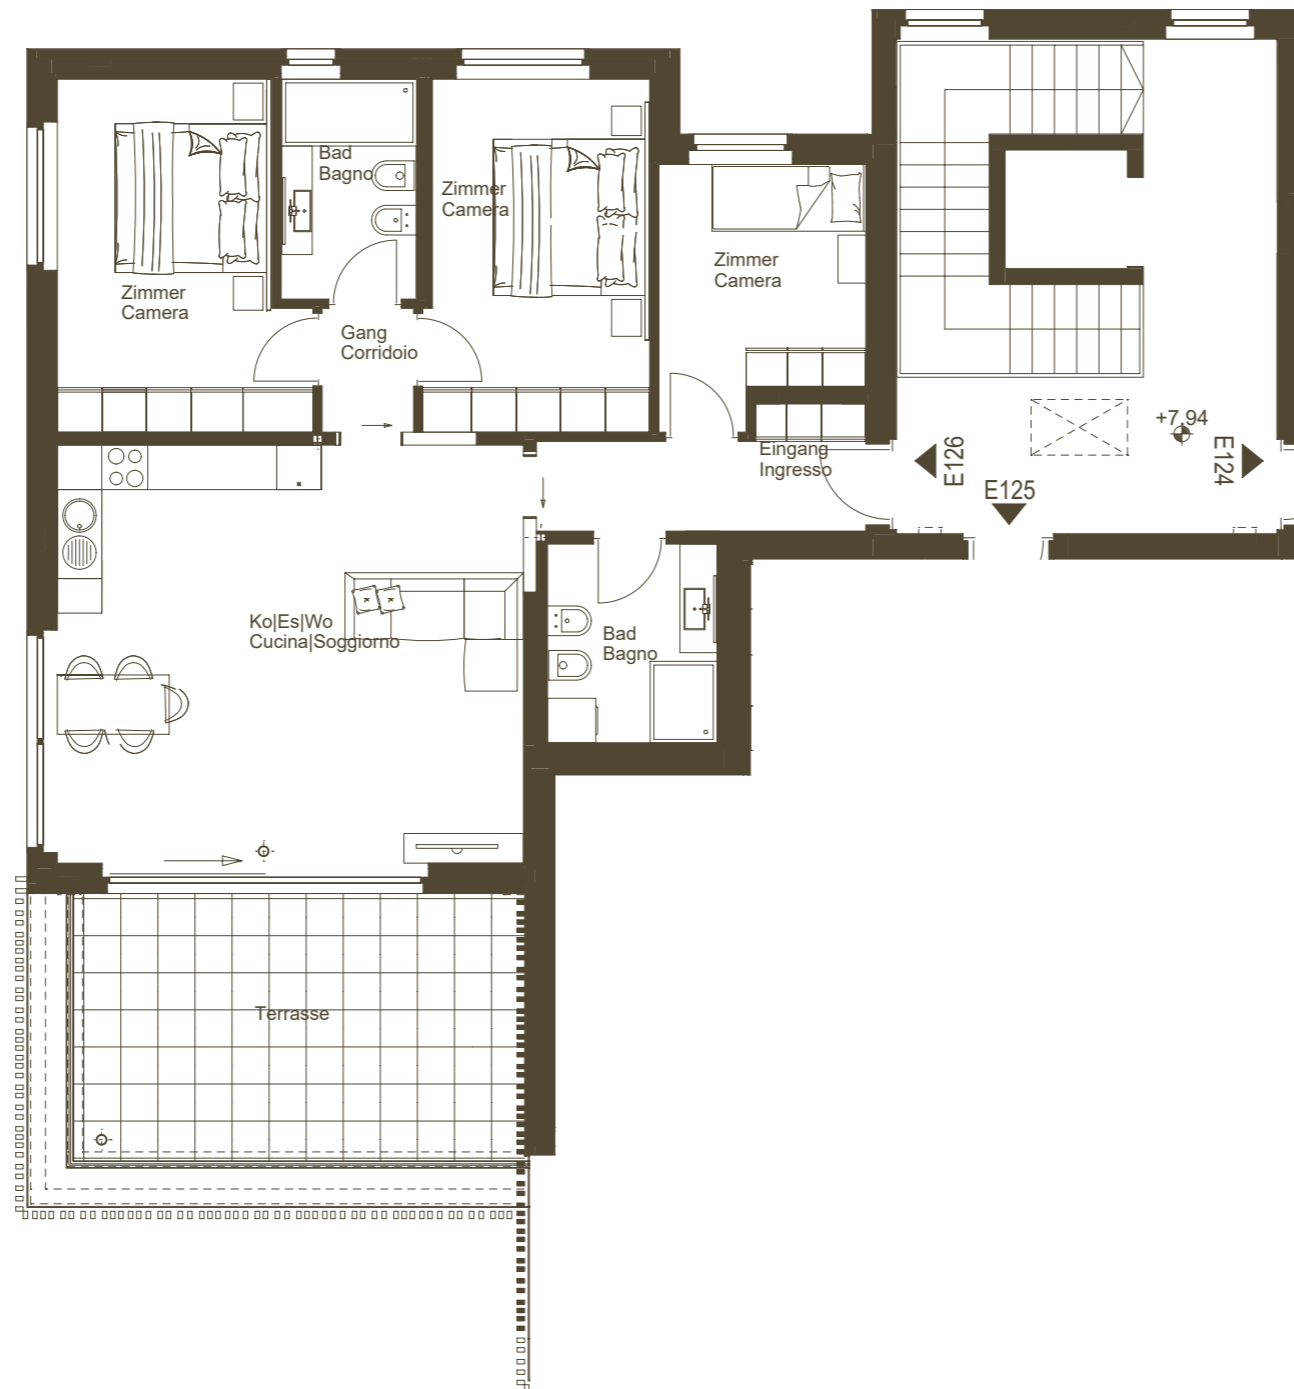 Bad
Bagno
Zimmer
Camera
Zimmer
Camera
Zimmer
Camera
Gang
Corridoio
+7,94
Eingang
Ingresso
E126
E125
E124
Ko|Es|Wo
Cucina|Soggiorno
Bad
Bagno
Terrasse